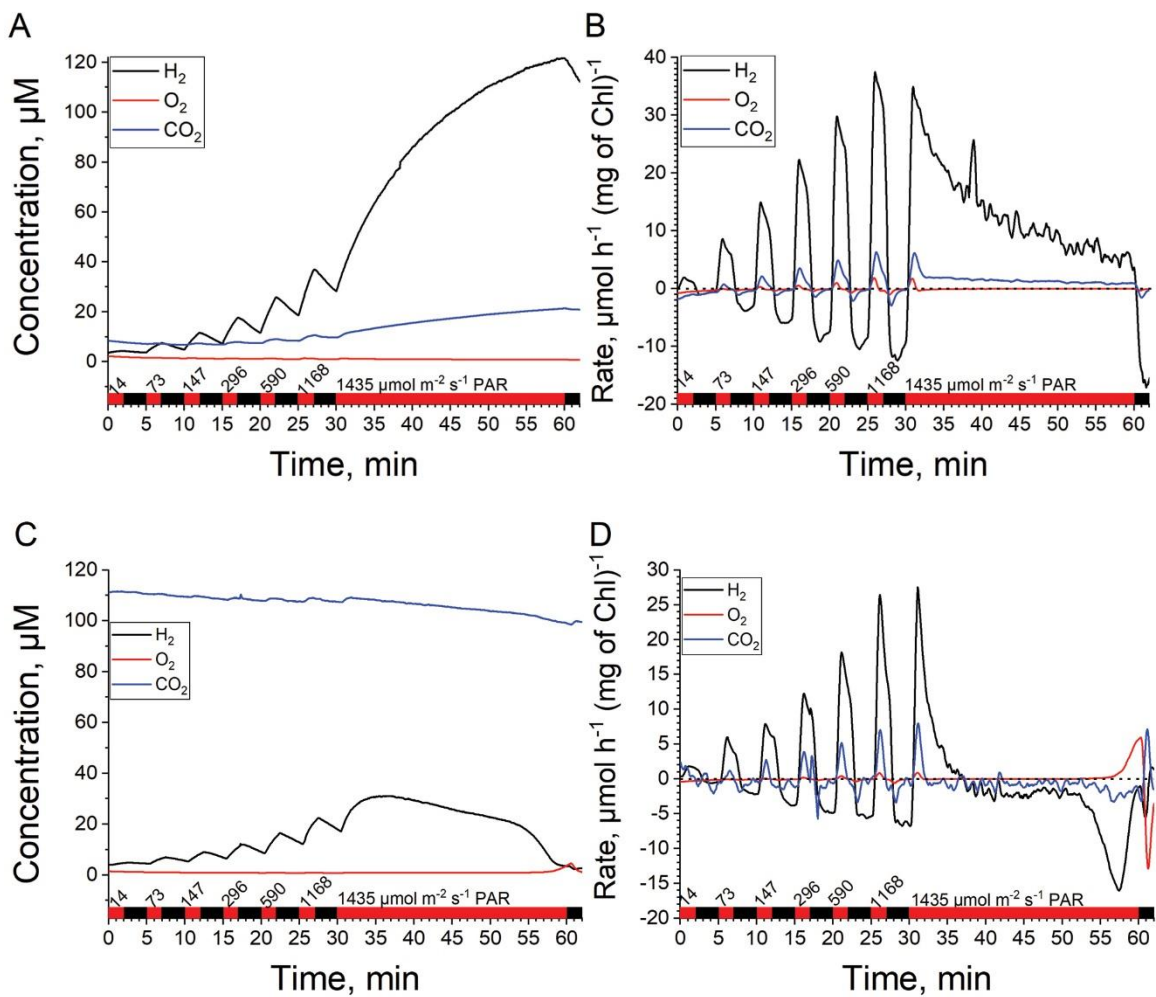 A
Concentration, µM
120
100
80
60
40
20
0
H₂
O₂
CO₂
14
73
147
296
590
1168
1435 µmol m⁻² s⁻¹ PAR
0 5 10 15 20 25 30 35 40 45 50 55 60
Time, min
B
Rate, µmol h⁻¹ (mg of Chl)⁻¹
40
30
20
10
0
-10
-20
H₂
O₂
CO₂
14
73
147
296
590
1168
1435 µmol m⁻² s⁻¹ PAR
0 5 10 15 20 25 30 35 40 45 50 55 60
Time, min
C
Concentration, µM
120
100
80
60
40
20
0
H₂
O₂
CO₂
14
73
147
296
590
1168
1435 µmol m⁻² s⁻¹ PAR
0 5 10 15 20 25 30 35 40 45 50 55 60
Time, min
D
Rate, µmol h⁻¹ (mg of Chl)⁻¹
30
25
20
15
10
5
0
-5
-10
-15
-20
H₂
O₂
CO₂
14
73
147
296
590
1168
1435 µmol m⁻² s⁻¹ PAR
0 5 10 15 20 25 30 35 40 45 50 55 60
Time, min